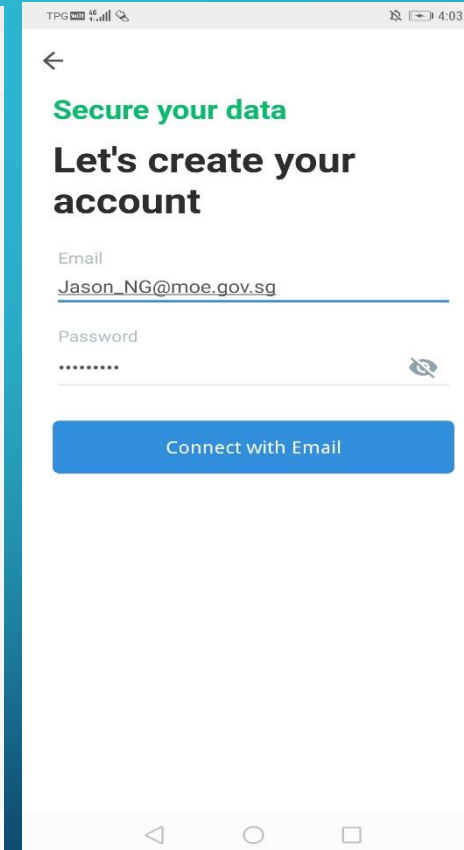 TPG VoLTE 4G 4:03
Secure your data
Let's create your
account
Email
Jason_NG@moe.gov.sg
Password
•••••••••
Connect with Email